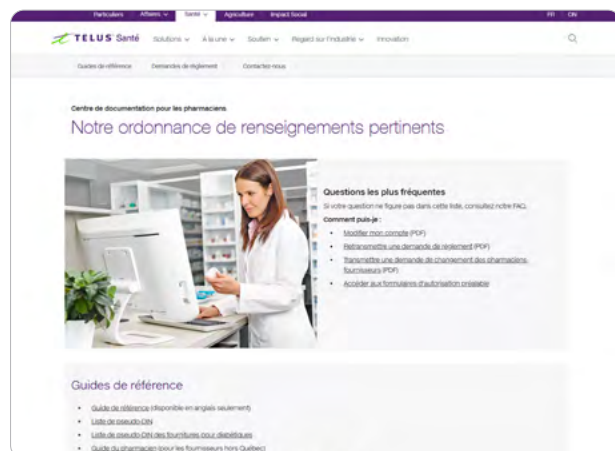 Particuliers Affaires Santé Agriculture Impact Social FR ON
TELUS Santé Solutions À la une Soutien Regard sur l'industrie Innovation
Guides de référence Demandes de règlement Contactez-nous
Centre de documentation pour les pharmaciens
Notre ordonnance de renseignements pertinents
Questions les plus fréquentes
Si votre question ne figure pas dans cette liste, consultez notre FAQ.
Comment puis-je :
• Modifier mon compte (PDF)
• Retransmettre une demande de règlement (PDF)
• Transmettre une demande de changement des pharmaciens
fournisseurs (PDF)
• Accéder aux formulaires d'autorisation préalable
Guides de référence
• Guide de référence (disponible en anglais seulement)
• Liste de pseudo-DIN
• Liste de pseudo-DIN des fournitures pour diabétiques
• Guide du pharmacien (pour les fournisseurs hors Québec)